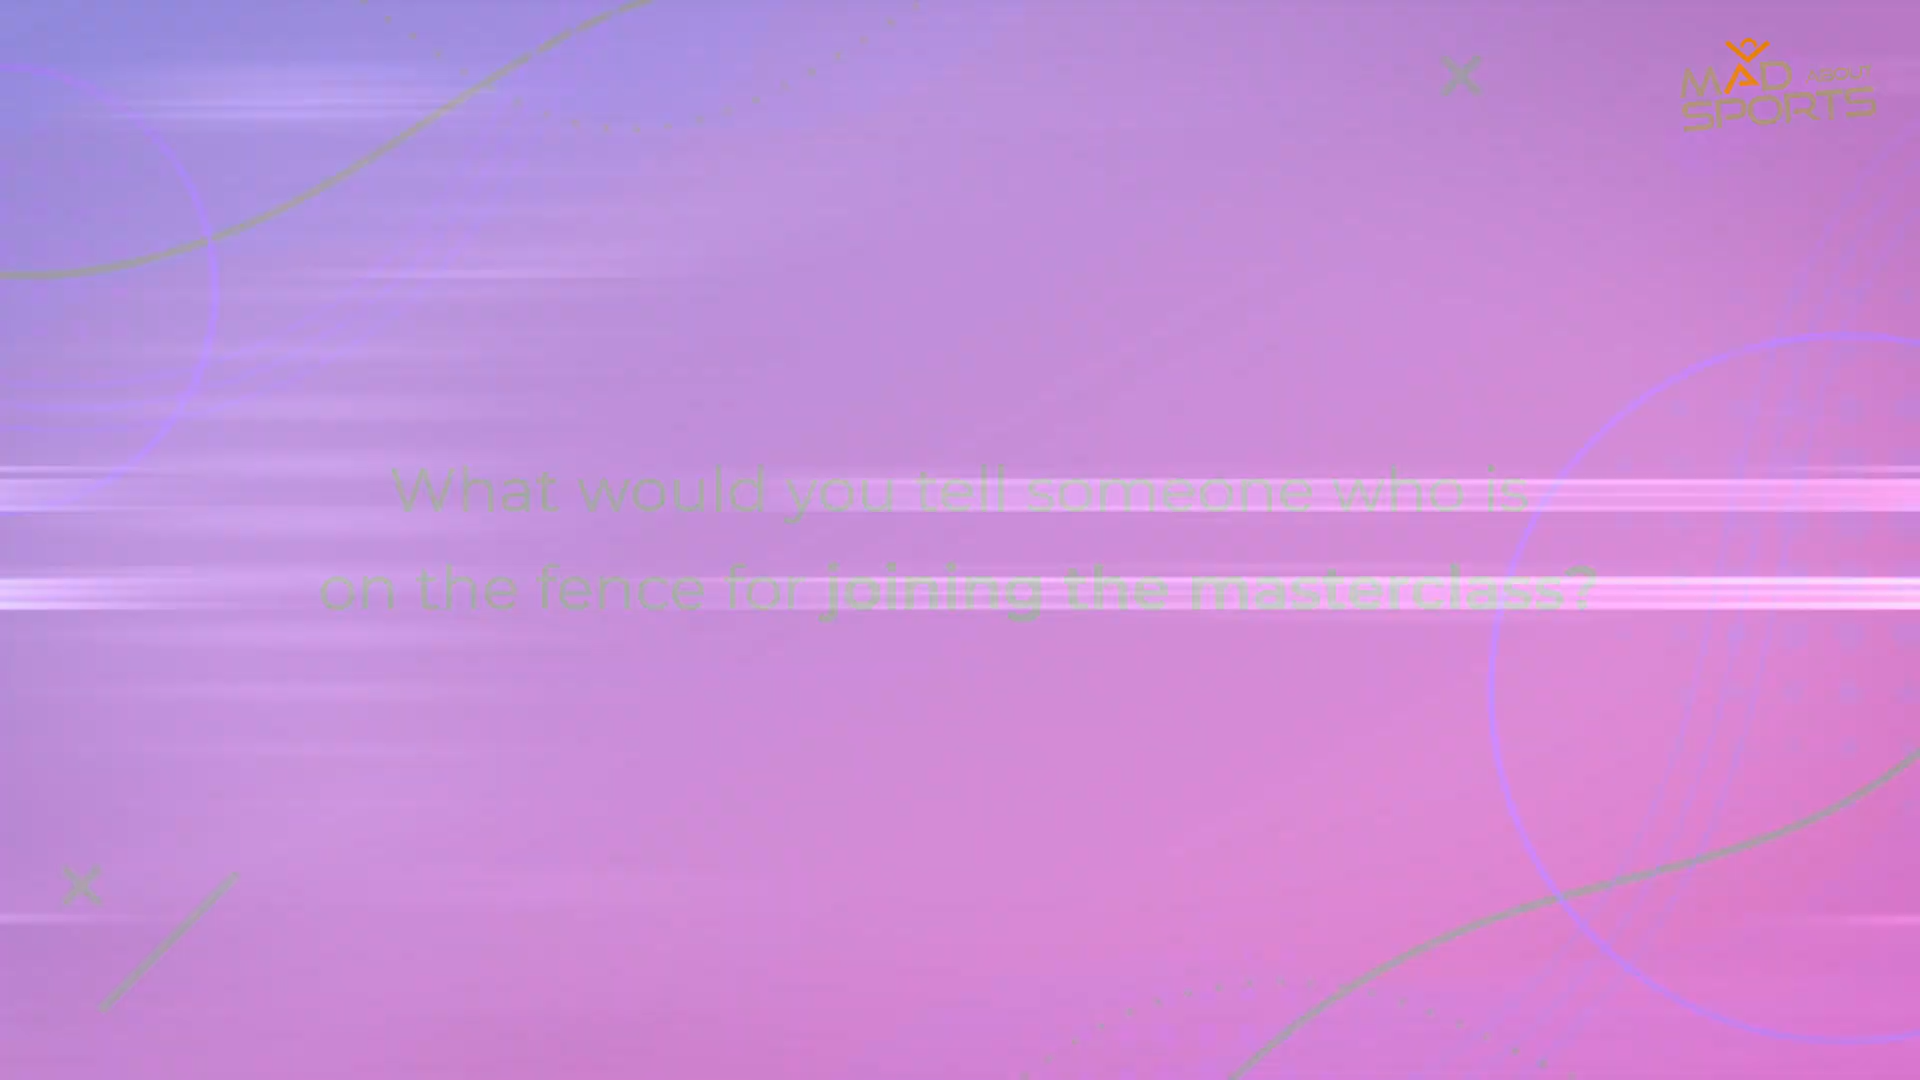 MAD ABOUT
SPORTS
What would you tell someone who is
on the fence for joining the masterclass?